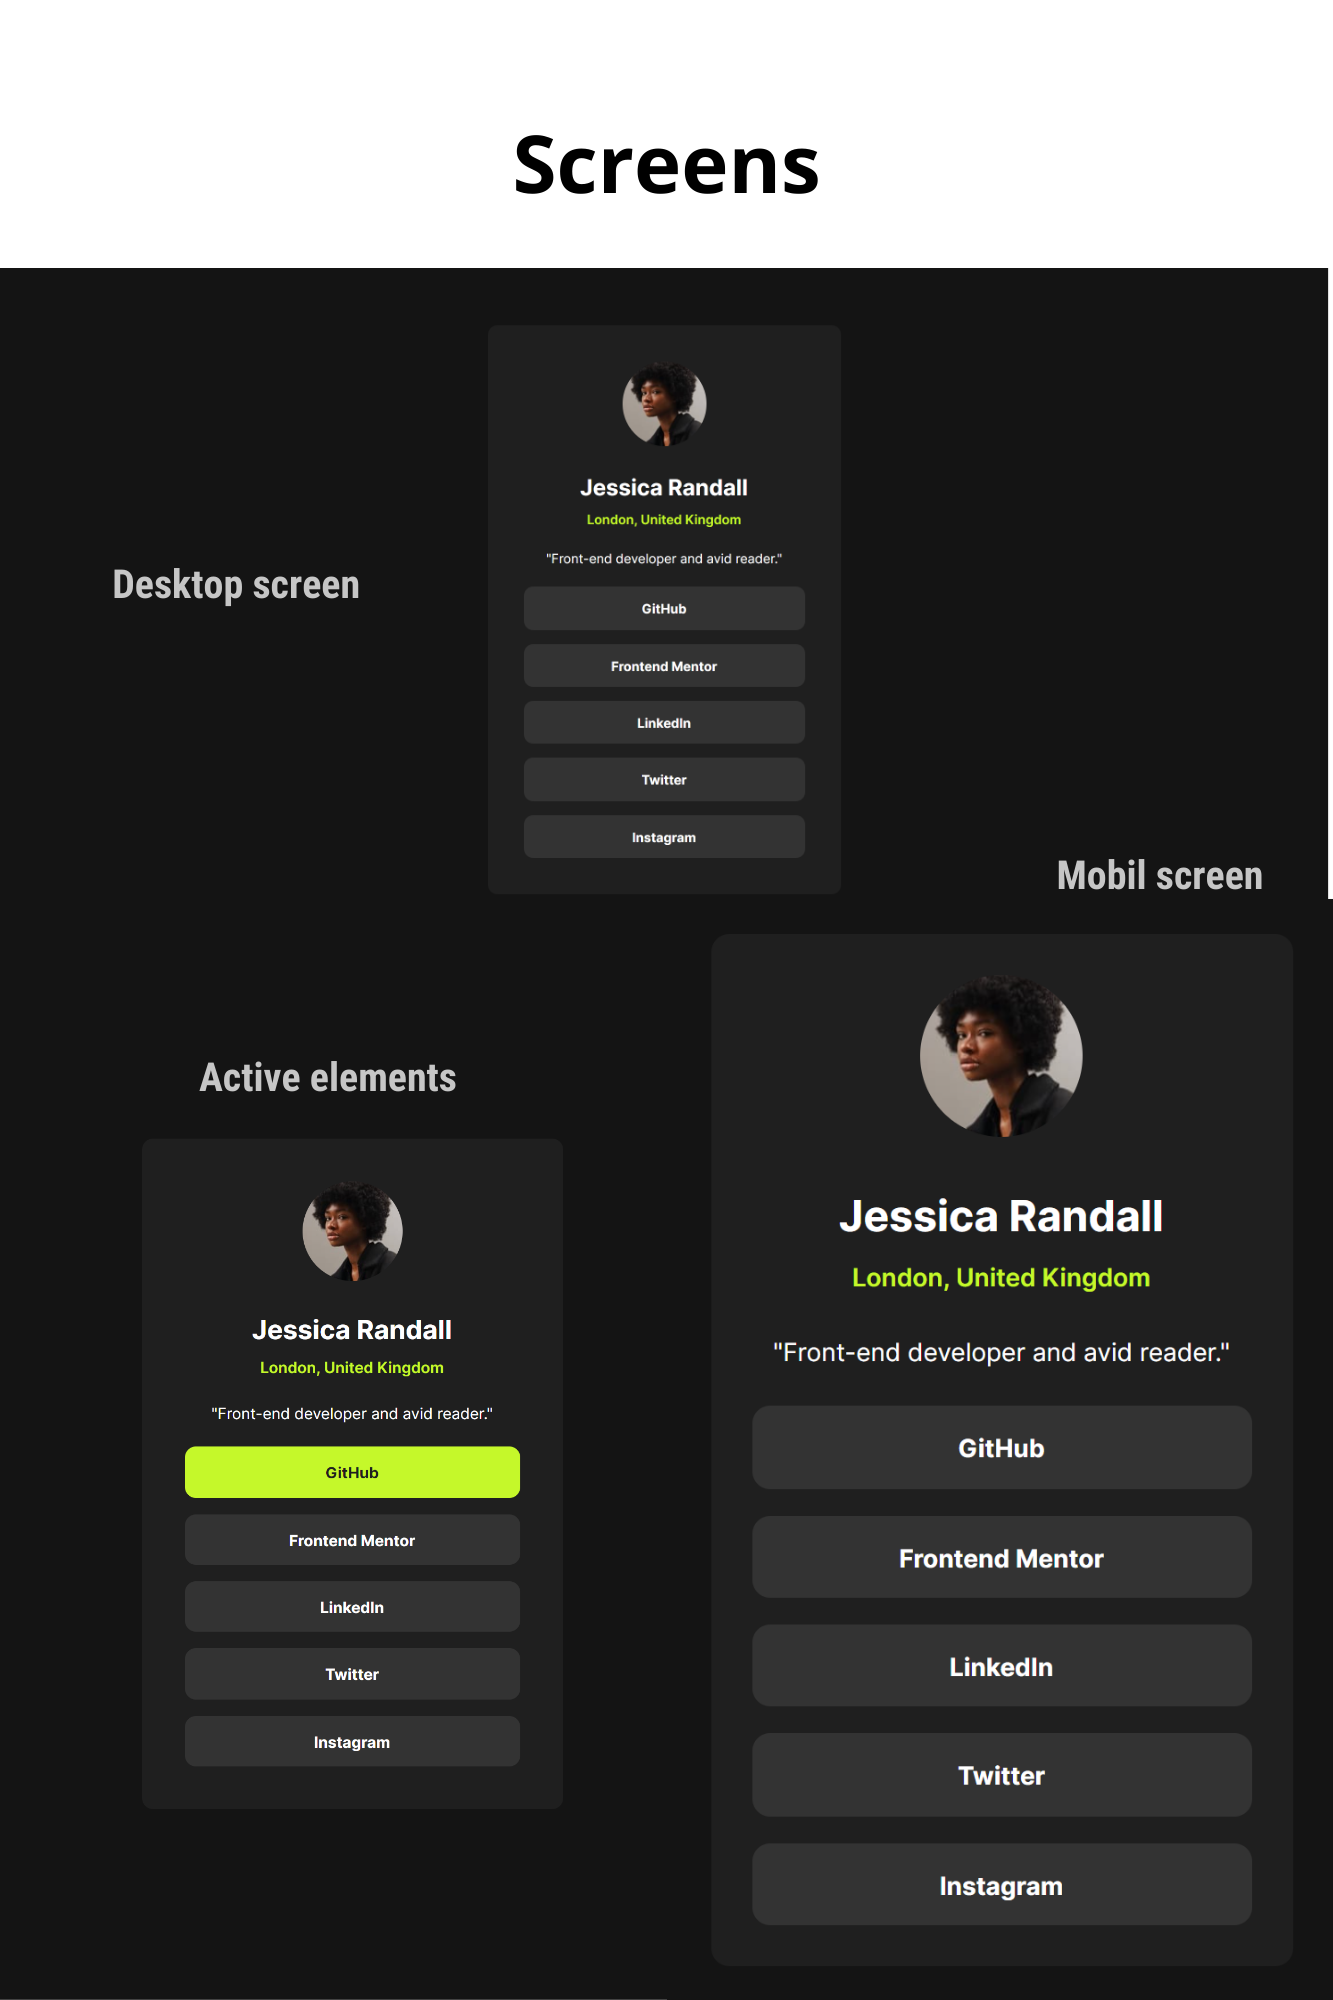 Screens
Desktop screen
Jessica Randall
London, United Kingdom
"Front-end developer and avid reader."
GitHub
Frontend Mentor
LinkedIn
Twitter
Instagram
Active elements
Jessica Randall
London, United Kingdom
"Front-end developer and avid reader."
GitHub
Frontend Mentor
LinkedIn
Twitter
Instagram
Mobil screen
Jessica Randall
London, United Kingdom
"Front-end developer and avid reader."
GitHub
Frontend Mentor
LinkedIn
Twitter
Instagram